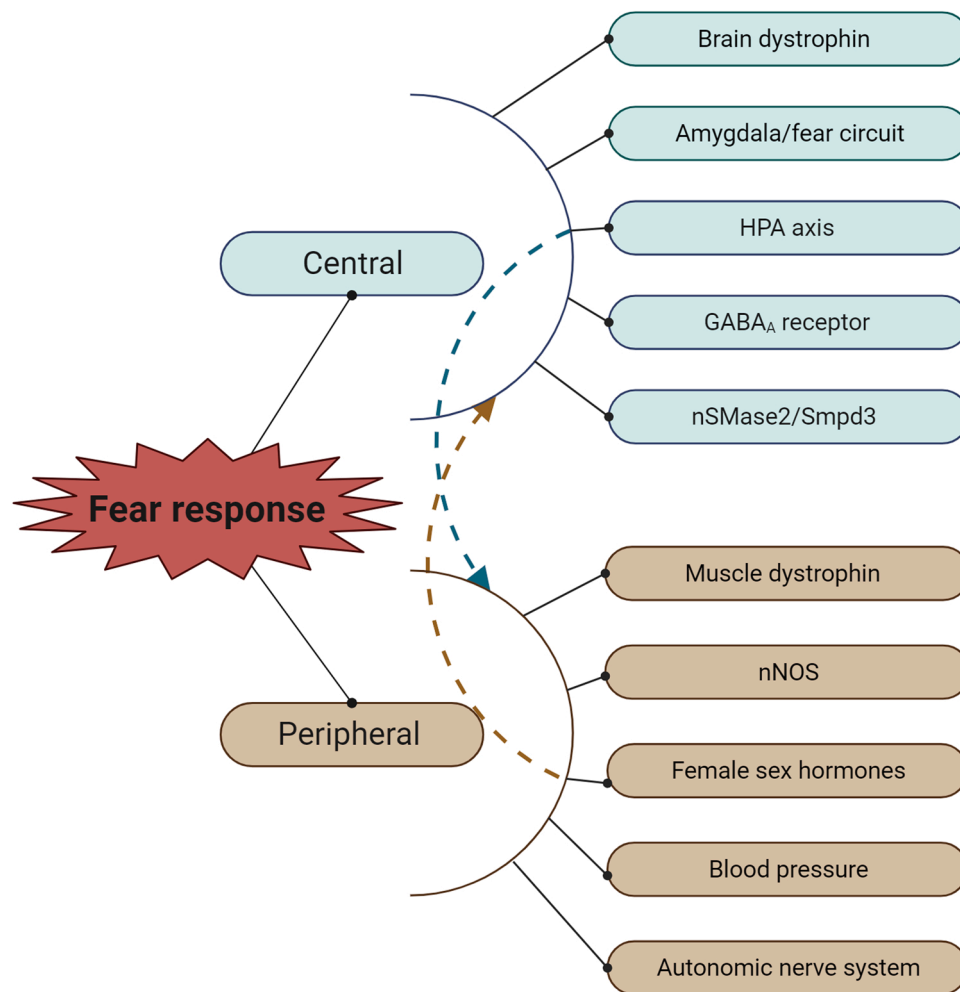 Brain dystrophin
Amygdala/fear circuit
HPA axis
Central
GABAA receptor
nSMase2/Smpd3
Fear response
Muscle dystrophin
nNOS
Peripheral
Female sex hormones
Blood pressure
Autonomic nerve system